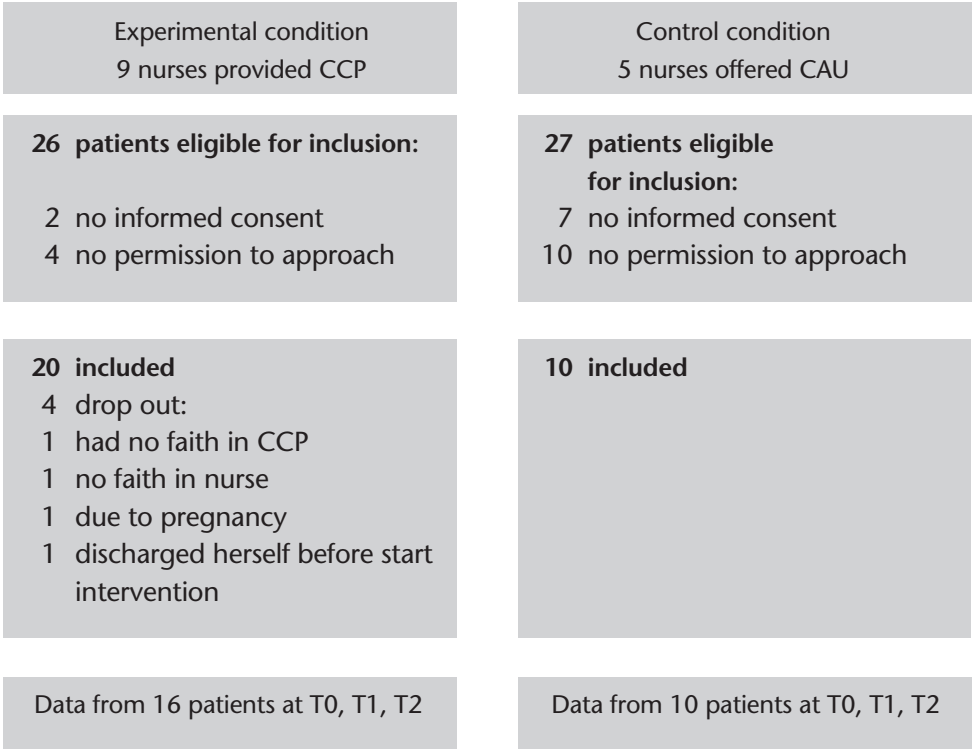 Experimental condition
9 nurses provided CCP
Control condition
5 nurses offered CAU
26 patients eligible for inclusion:
2 no informed consent
4 no permission to approach
27 patients eligible
for inclusion:
7 no informed consent
10 no permission to approach
20 included
4 drop out:
1 had no faith in CCP
1 no faith in nurse
1 due to pregnancy
1 discharged herself before start
intervention
10 included
Data from 16 patients at T0, T1, T2
Data from 10 patients at T0, T1, T2